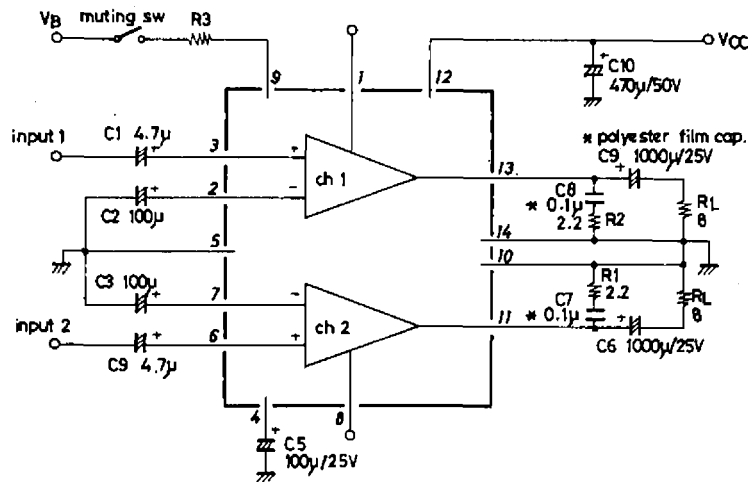 VB
muting sw
R3
VCC
9
1
12
C10
470μ/50V
input 1
C1 4.7μ
3
+
-
ch 1
2
C2 100μ
13
* polyester film cap.
C9 1000μ/25V
C8
* 0.1μ
2.2 R2
RL
8
14
5
10
C3 100μ
7
-
ch 2
+
R1
2.2
C7
* 0.1μ
RL
8
input 2
6
C9 4.7μ
11
C6 1000μ/25V
4
8
C5
100μ/25V